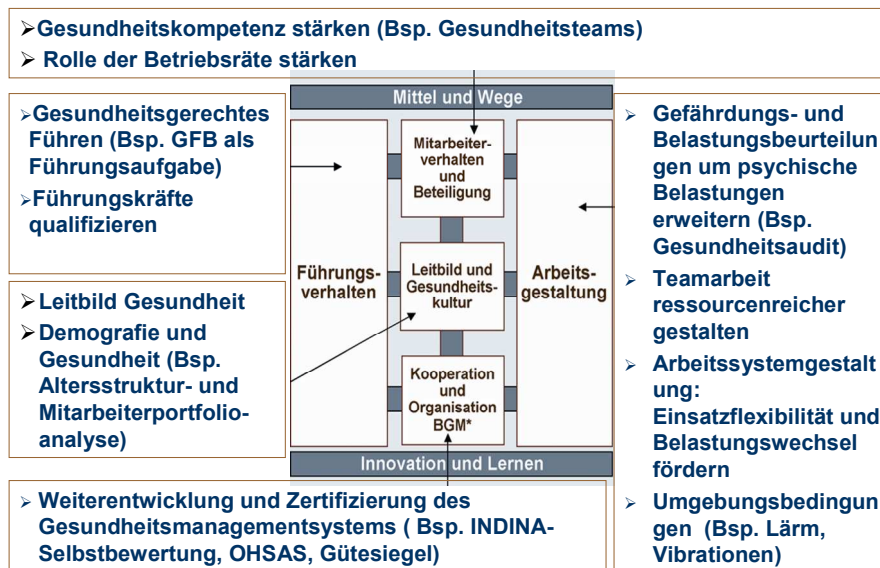 ➢Gesundheitskompetenz stärken (Bsp. Gesundheitsteams)
➢ Rolle der Betriebsräte stärken
➢Gesundheitsgerechtes
Führen (Bsp. GFB als
Führungsaufgabe)
➢Führungskräfte
qualifizieren
➢ Leitbild Gesundheit
➢ Demografie und
Gesundheit (Bsp.
Altersstruktur- und
Mitarbeiterportfolio-
analyse)
Mittel und Wege
Führungs-
verhalten
Mitarbeiter-
verhalten
und
Beteiligung
Leitbild und
Gesundheits-
kultur
Kooperation
und
Organisation
BGM*
Arbeits-
gestaltung
Innovation und Lernen
➢ Gefährdungs- und
Belastungsbeurteilun
gen um psychische
Belastungen
erweitern (Bsp.
Gesundheitsaudit)
➢ Teamarbeit
ressourcenreicher
gestalten
➢ Arbeitssystemgestalt
ung:
Einsatzflexibilität und
Belastungswechsel
fördern
➢ Umgebungsbedingun
gen (Bsp. Lärm,
Vibrationen)
➢ Weiterentwicklung und Zertifizierung des
Gesundheitsmanagementsystems ( Bsp. INDINA-
Selbstbewertung, OHSAS, Gütesiegel)